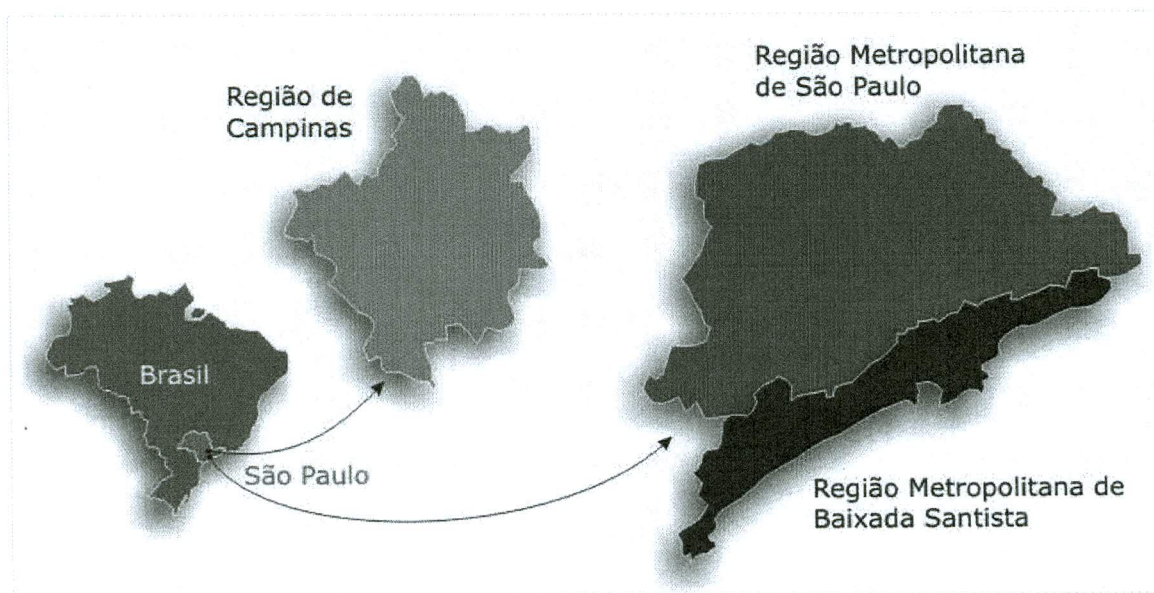 Região de
Campinas
Região Metropolitana
de São Paulo
Brasil
São Paulo
Região Metropolitana de
Baixada Santista